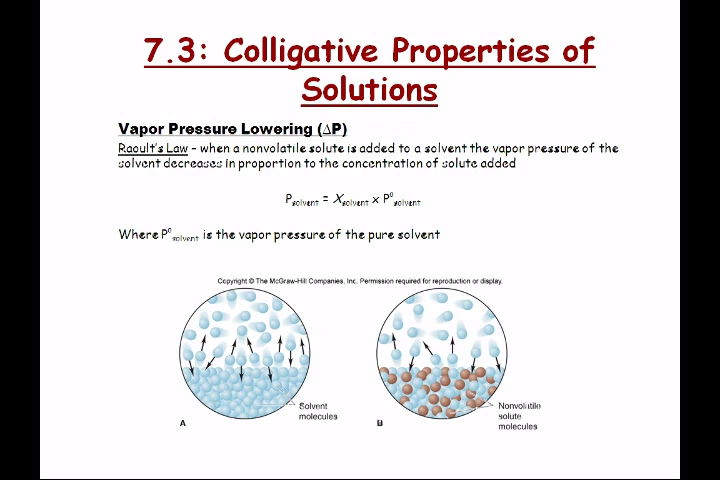 7.3: Colligative Properties of
Solutions
Vapor Pressure Lowering (∆P)
Raoult's Law – when a nonvolatile solute is added to a solvent the vapor pressure of the
solvent decreases in proportion to the concentration of solute added
Psolvent = Xsolvent x P⁰solvent
Where P⁰solvent is the vapor pressure of the pure solvent
Copyright © The McGraw-Hill Companies, Inc. Permission required for reproduction or display.
Solvent
molecules
A
Nonvolatile
solute
molecules
B